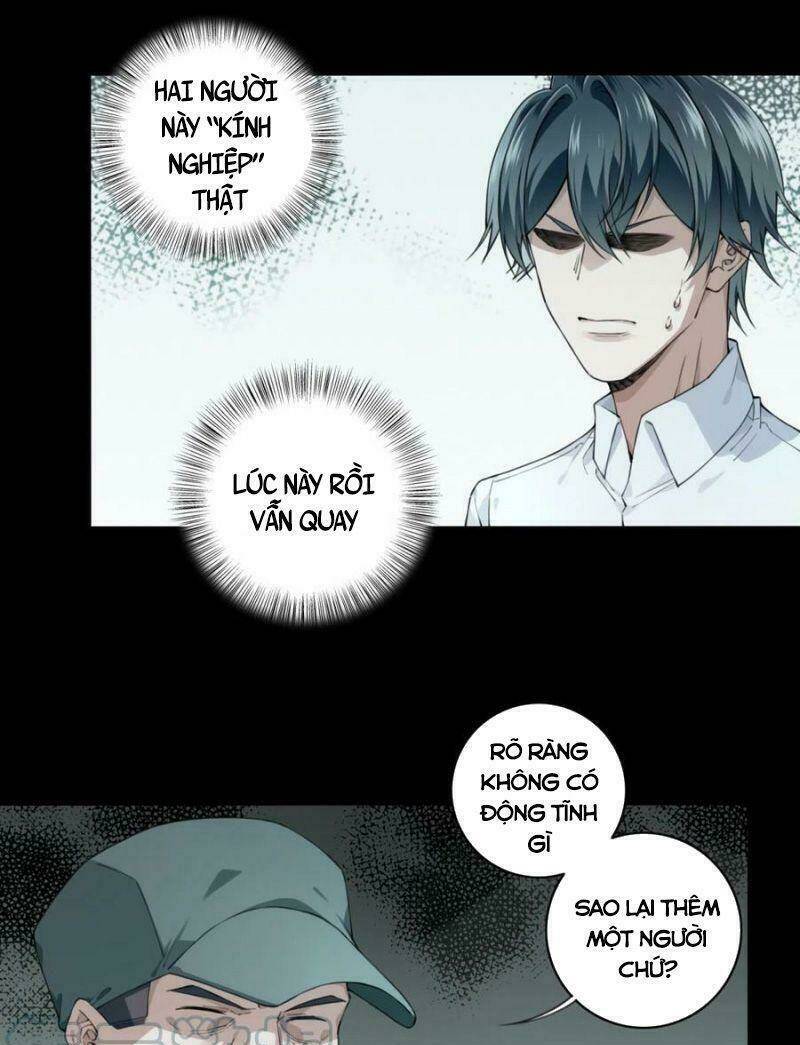 HAI NGƯỜI
NÀY “KÍNH
NGHIỆP”
THẬT
LÚC NÀY RỒI
VẪN QUAY
RÕ RÀNG
KHÔNG CÓ
ĐỘNG TĨNH
GÌ
SAO LẠI THÊM
MỘT NGƯỜI
CHỨ?